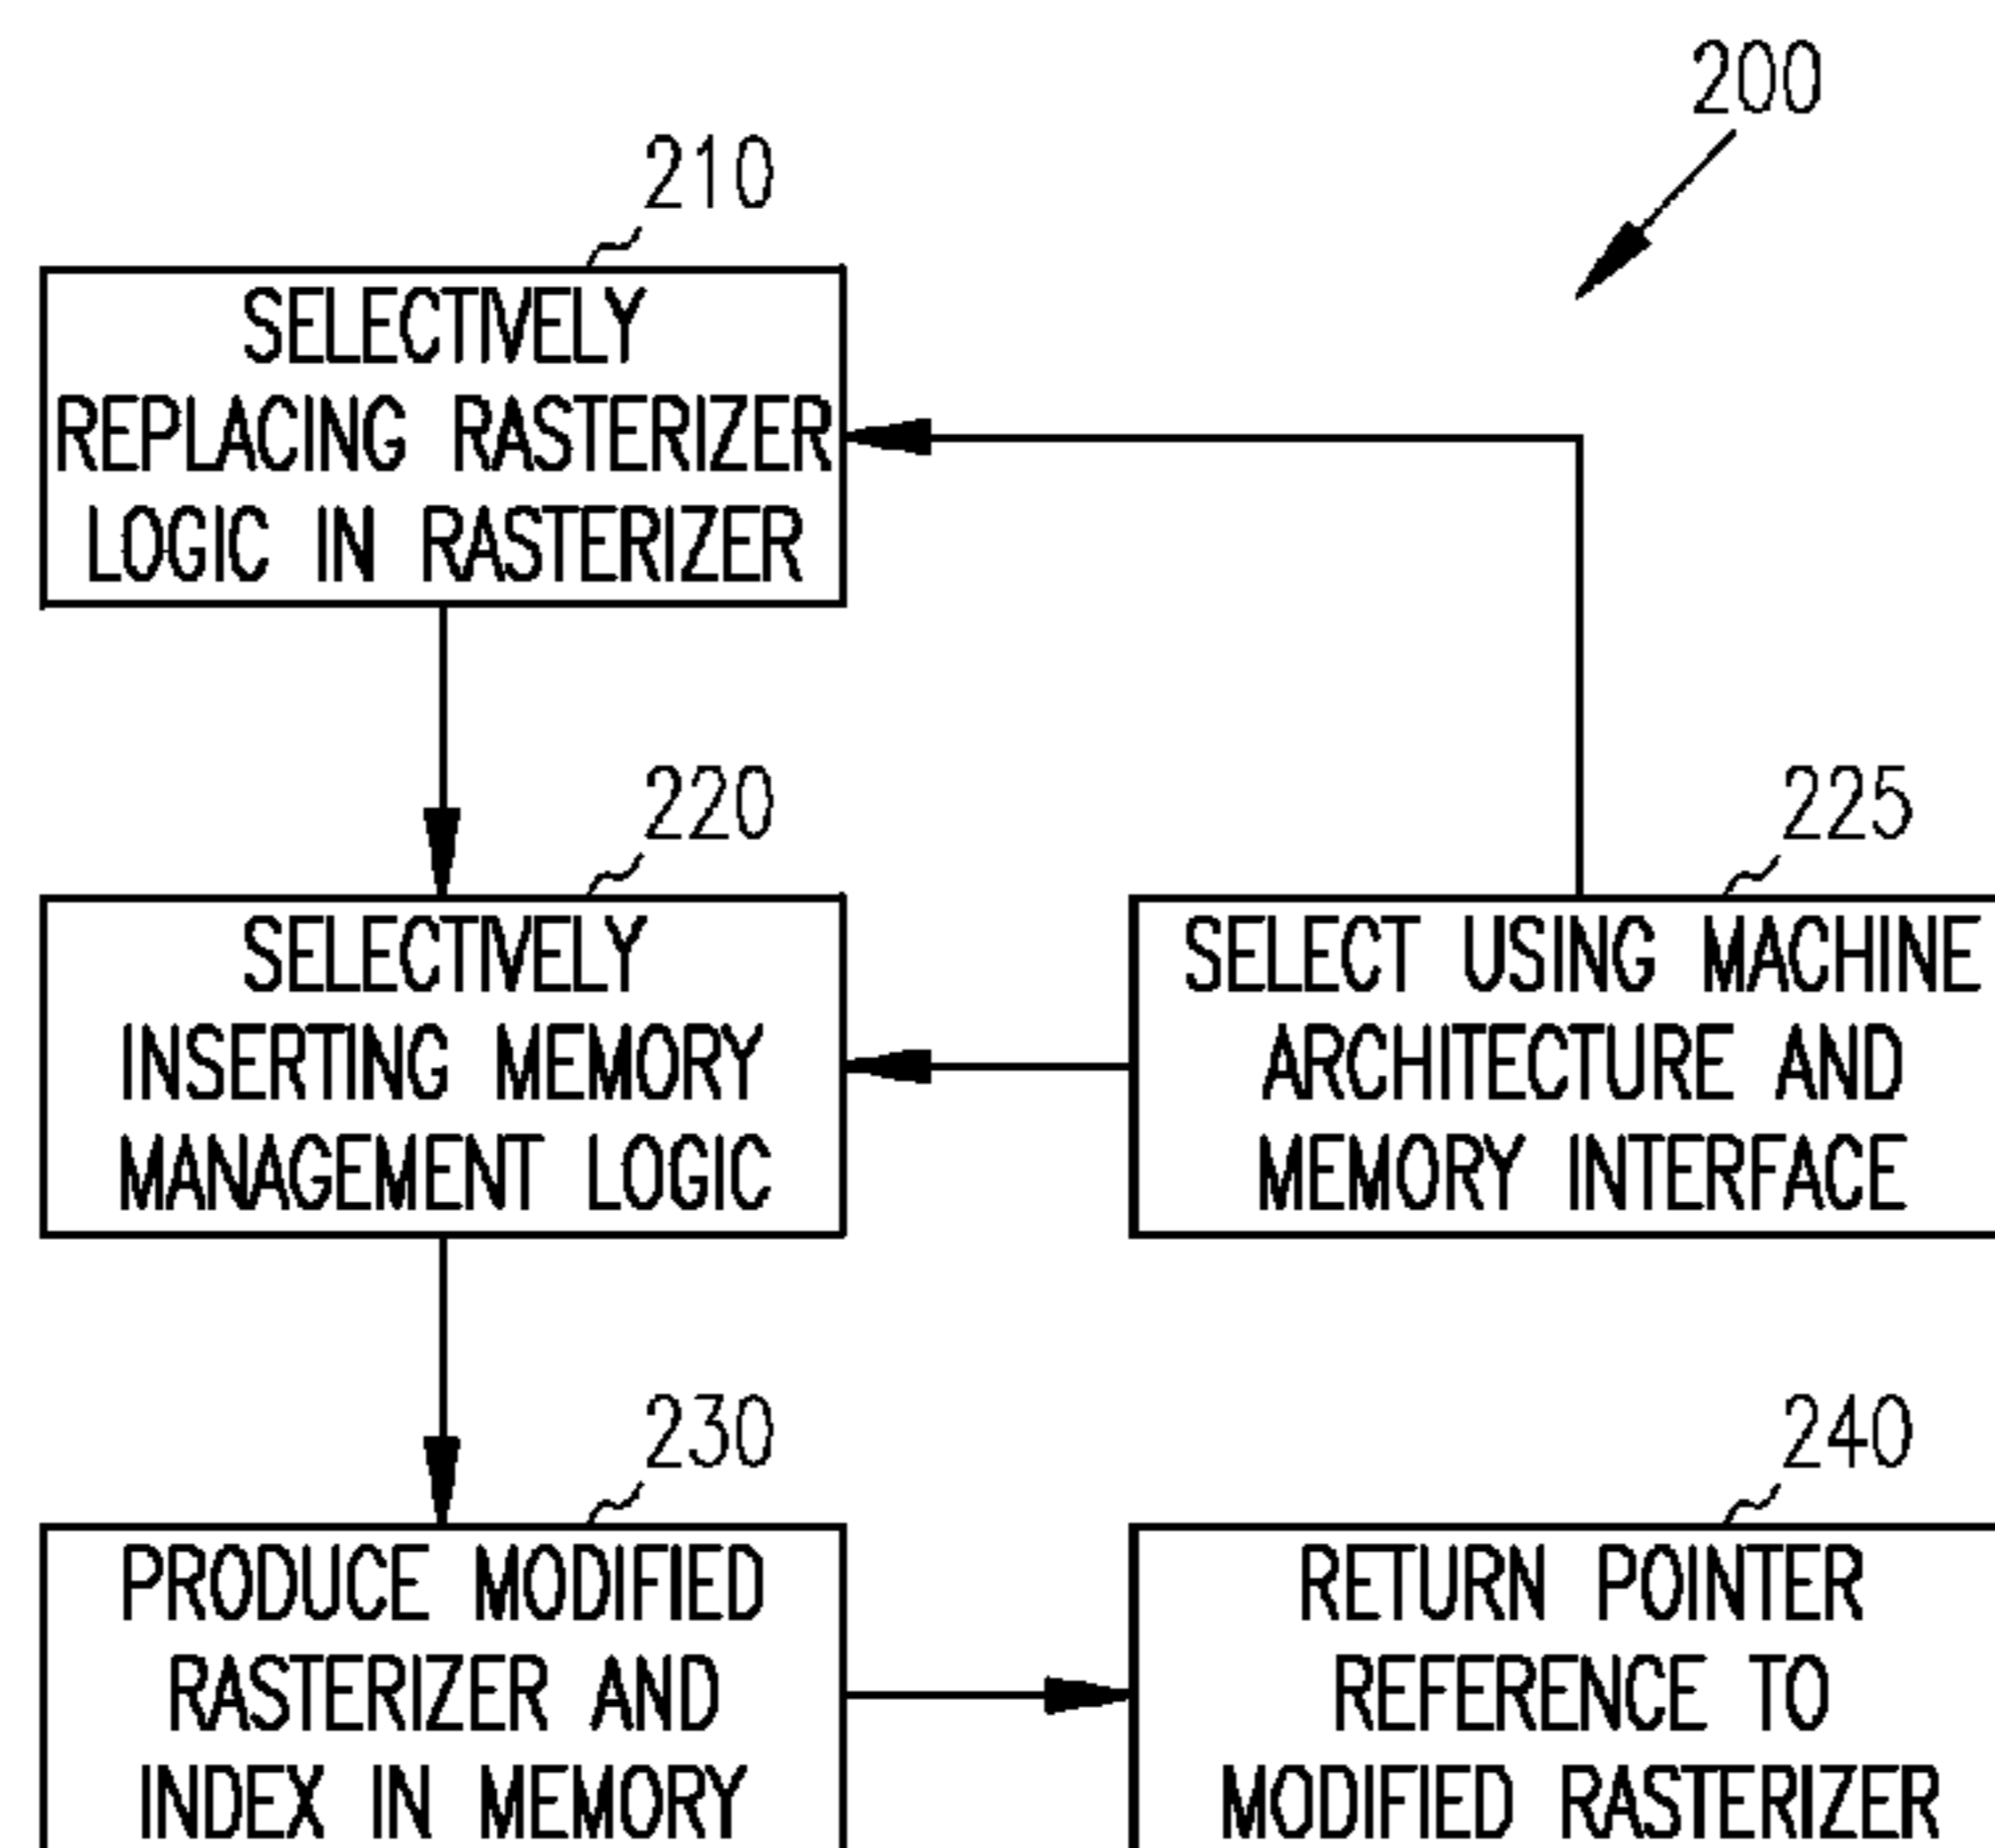 200
210
SELECTIVELY
REPLACING RASTERIZER
LOGIC IN RASTERIZER
220
SELECTIVELY
INSERTING MEMORY
MANAGEMENT LOGIC
225
SELECT USING MACHINE
ARCHITECTURE AND
MEMORY INTERFACE
230
PRODUCE MODIFIED
RASTERIZER AND
INDEX IN MEMORY
240
RETURN POINTER
REFERENCE TO
MODIFIED RASTERIZER